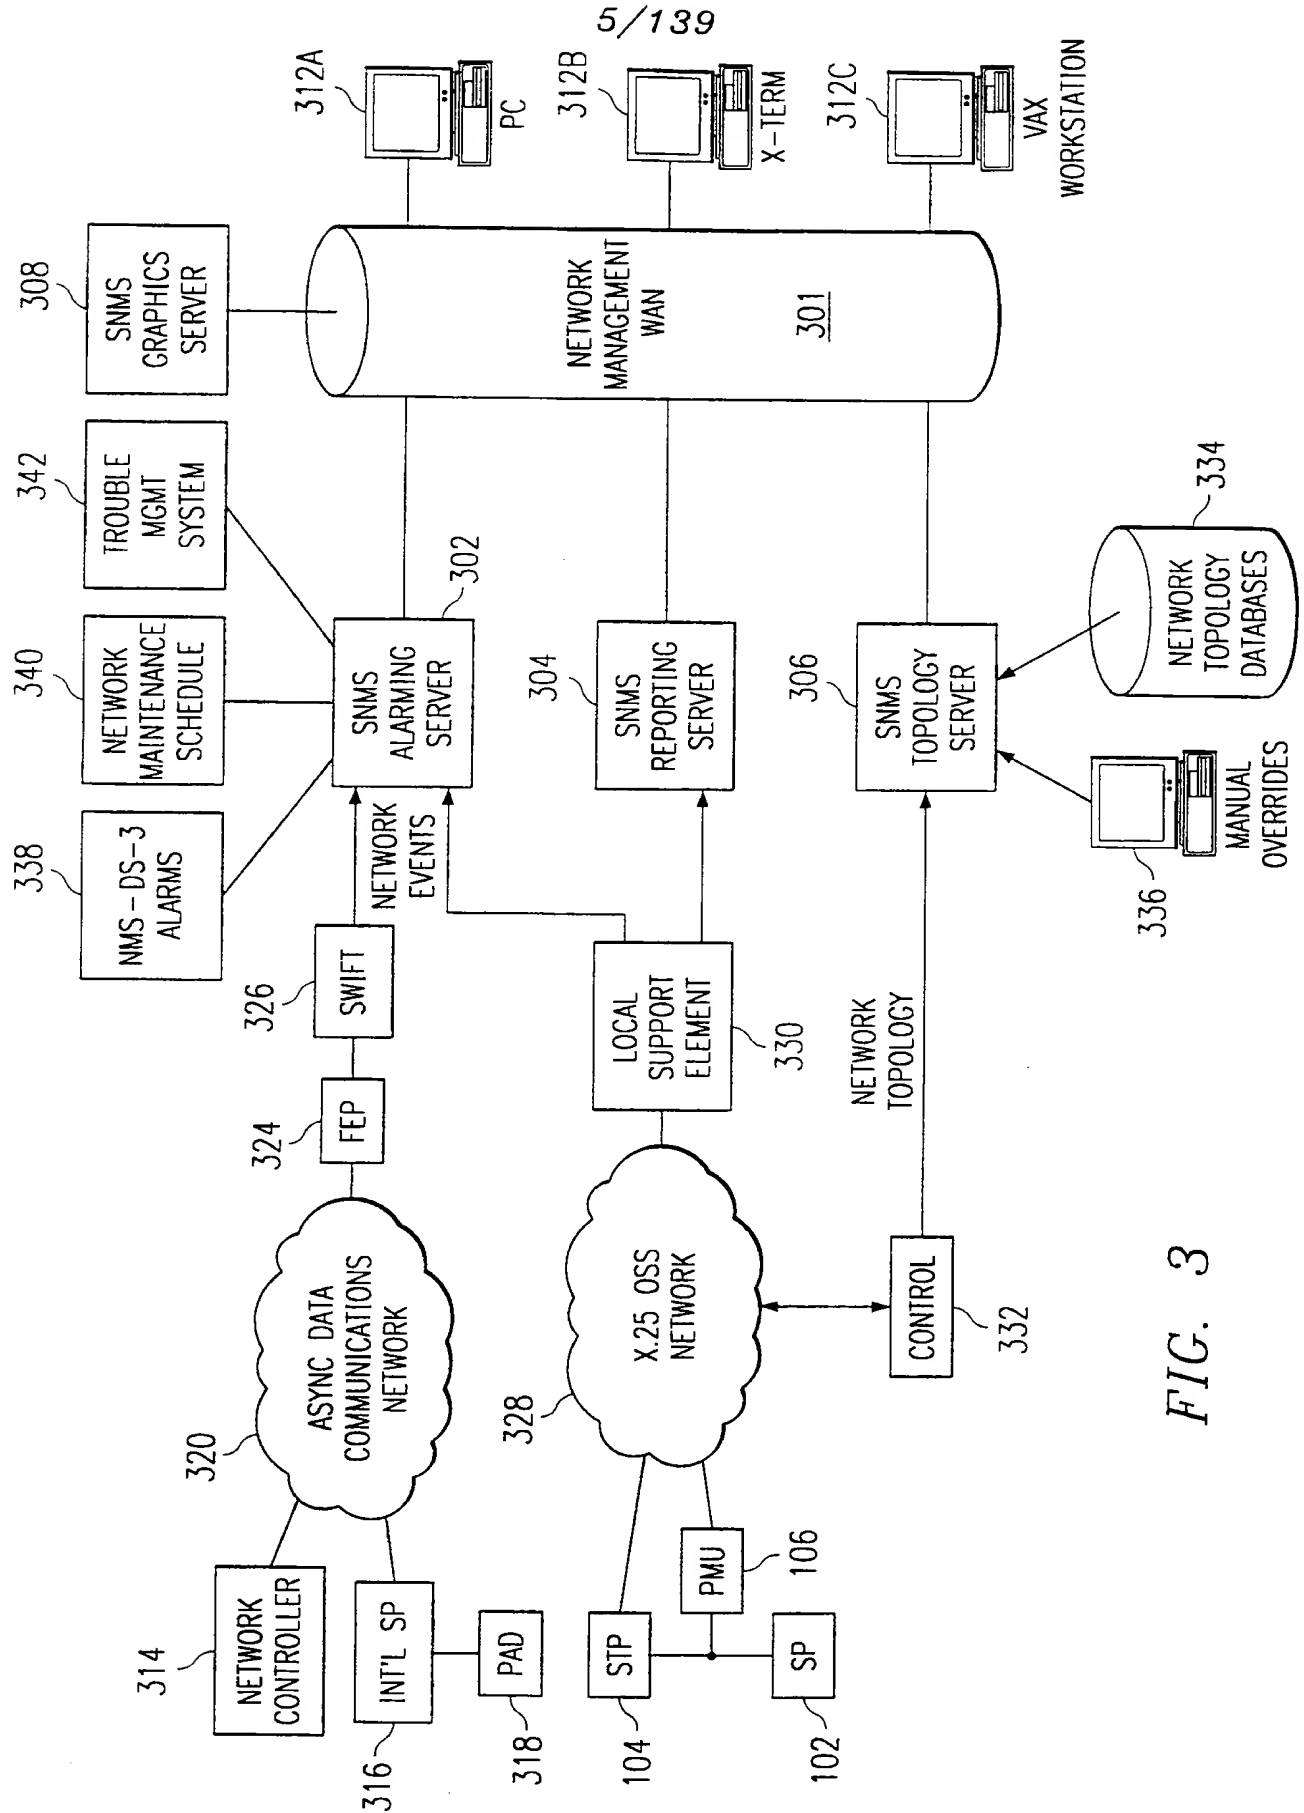 5/139
312A
PC
312B
X-TERM
312C
VAX
WORKSTATION
308
SNMS
GRAPHICS
SERVER
NETWORK
MANAGEMENT
WAN
301
342
TROUBLE
MGMT
SYSTEM
340
NETWORK
MAINTENANCE
SCHEDULE
338
NMS-DS-3
ALARMS
302
SNMS
ALARMING
SERVER
304
SNMS
REPORTING
SERVER
306
SNMS
TOPOLOGY
SERVER
334
NETWORK
TOPOLOGY
DATABASES
336
MANUAL
OVERRIDES
NETWORK
EVENTS
326
SWIFT
324
FEP
330
LOCAL
SUPPORT
ELEMENT
NETWORK
TOPOLOGY
320
ASYNC DATA
COMMUNICATIONS
NETWORK
328
X.25 OSS
NETWORK
332
CONTROL
314
NETWORK
CONTROLLER
316
INT'L SP
318
PAD
104
STP
106
PMU
102
SP
FIG. 3